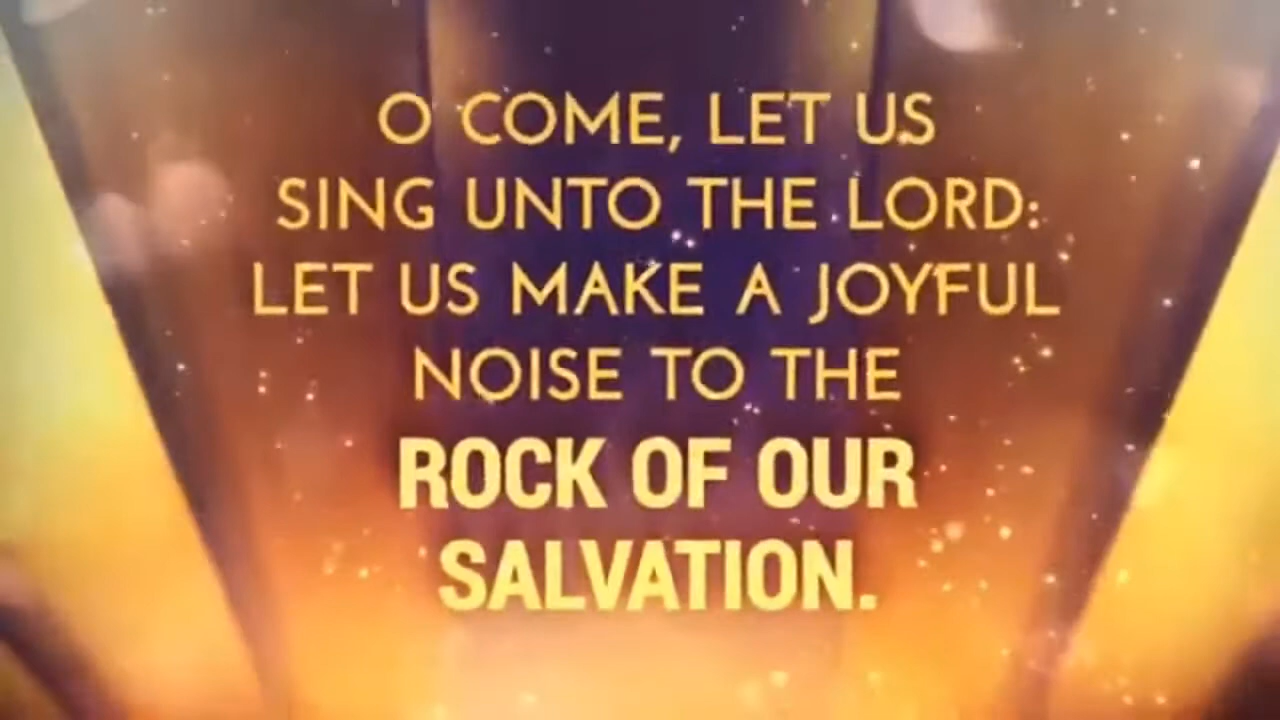 O COME, LET US
SING UNTO THE LORD:
LET US MAKE A JOYFUL
NOISE TO THE
ROCK OF OUR
SALVATION.